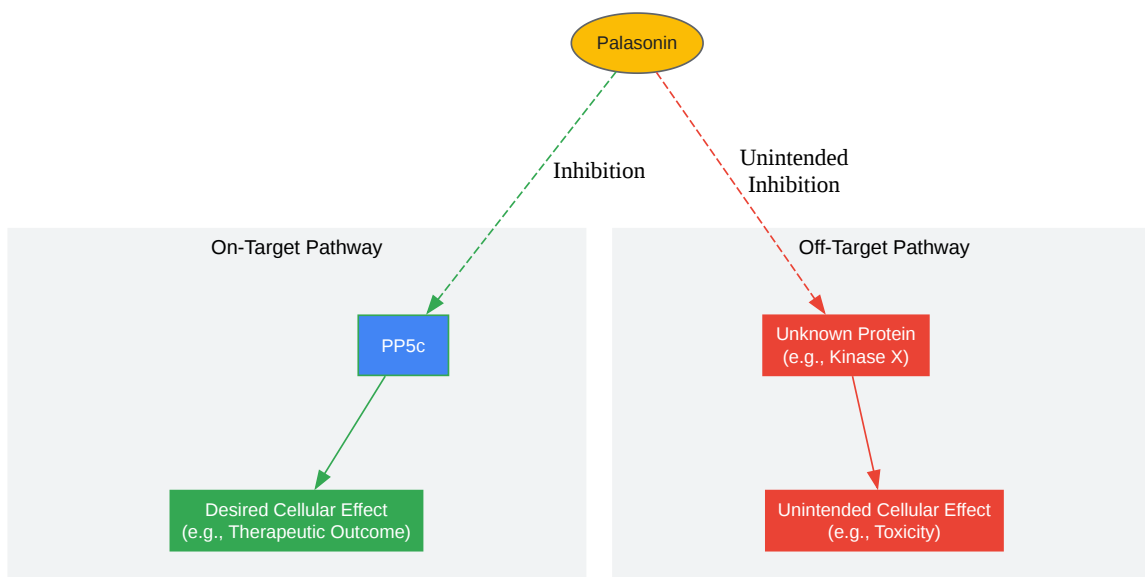 Palasonin
Inhibition
Unintended
Inhibition
On-Target Pathway
Off-Target Pathway
PP5c
Unknown Protein
(e.g., Kinase X)
Desired Cellular Effect
(e.g., Therapeutic Outcome)
Unintended Cellular Effect
(e.g., Toxicity)